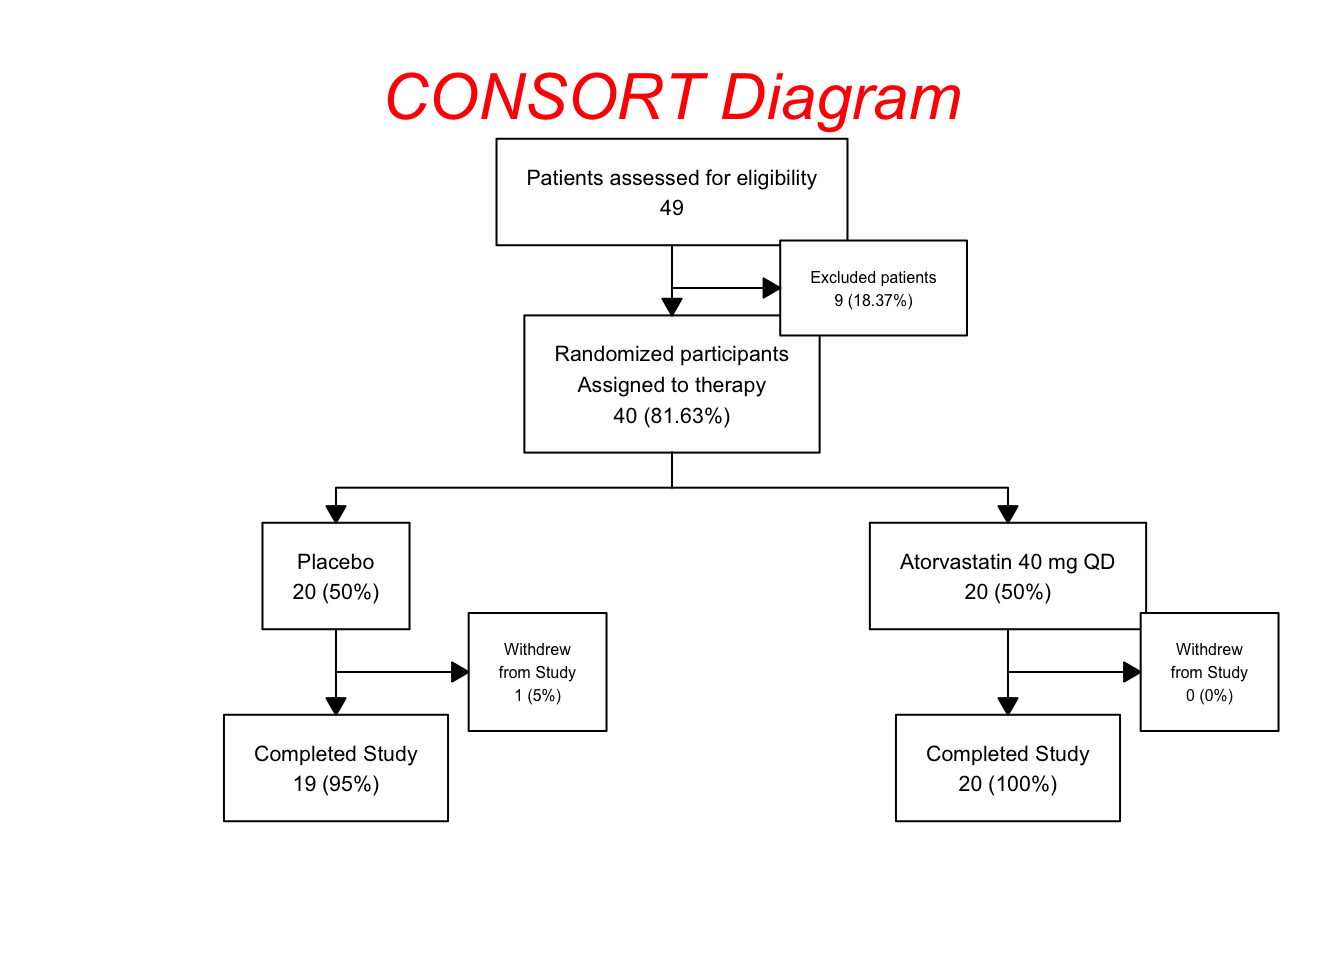 CONSORT Diagram
Patients assessed for eligibility
49
Excluded patients
9 (18.37%)
Randomized participants
Assigned to therapy
40 (81.63%)
Placebo
20 (50%)
Atorvastatin 40 mg QD
20 (50%)
Withdrew
from Study
1 (5%)
Withdrew
from Study
0 (0%)
Completed Study
19 (95%)
Completed Study
20 (100%)